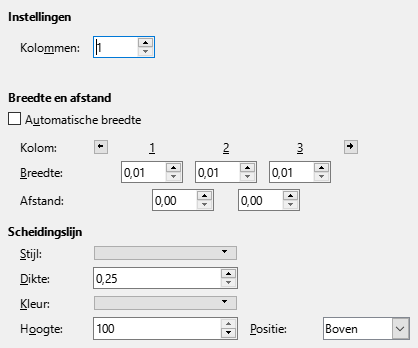 Instellingen
Kolommen: 1
Breedte en afstand
Automatische breedte
Kolom: 1 2 3
Breedte: 0,01 0,01 0,01
Afstand: 0,00 0,00
Scheidingslijn
Stijl:
Dikte: 0,25
Kleur:
Hoogte: 100 Positie: Boven